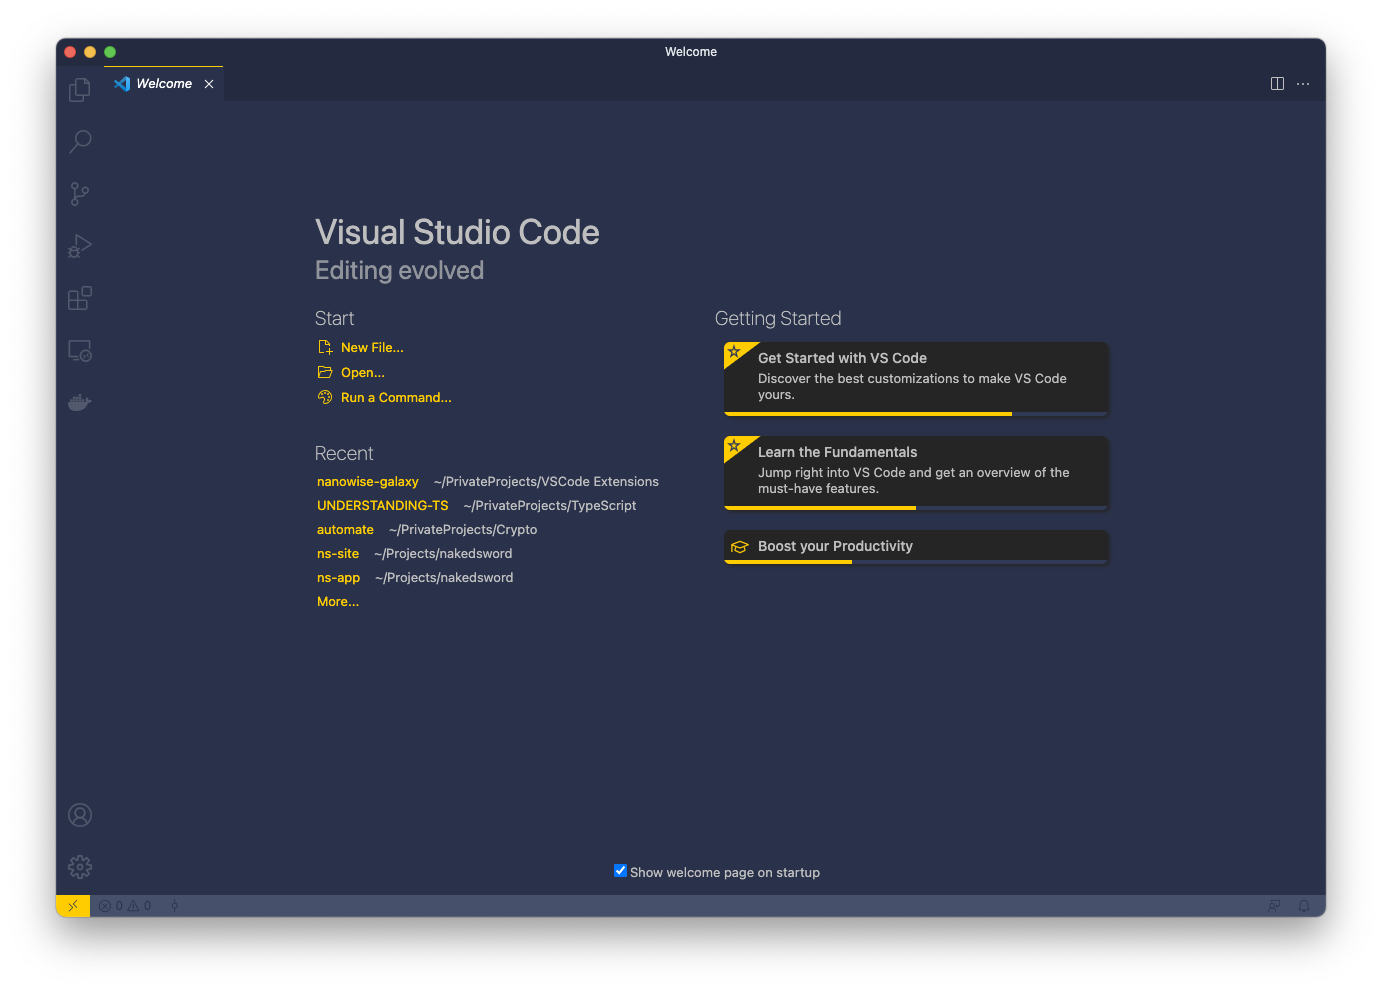 Welcome
Welcome
Visual Studio Code
Editing evolved
Start
New File...
Open...
Run a Command...
Recent
nanowise-galaxy ~/PrivateProjects/VSCode Extensions
UNDERSTANDING-TS ~/PrivateProjects/TypeScript
automate ~/PrivateProjects/Crypto
ns-site ~/Projects/nakedsword
ns-app ~/Projects/nakedsword
More...
Getting Started
Get Started with VS Code
Discover the best customizations to make VS Code
yours.
Learn the Fundamentals
Jump right into VS Code and get an overview of the
must-have features.
Boost your Productivity
Show welcome page on startup
0 0